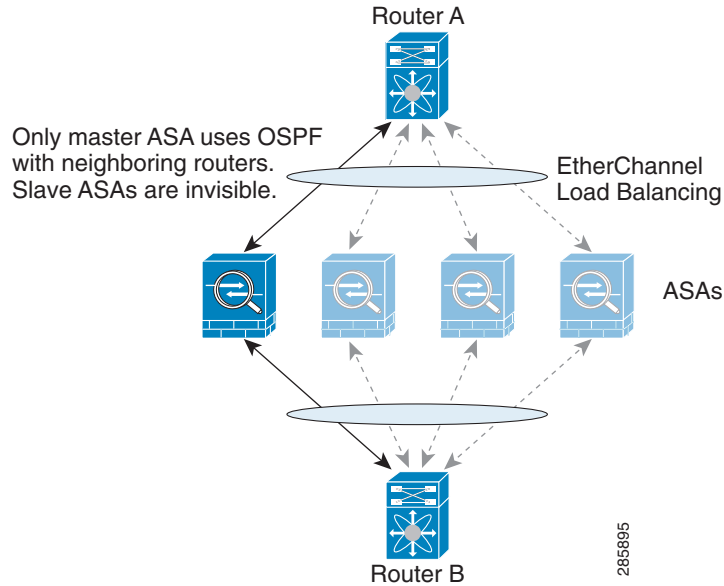 Router A
Only master ASA uses OSPF
with neighboring routers.
Slave ASAs are invisible.
EtherChannel
Load Balancing
ASAs
Router B
285895